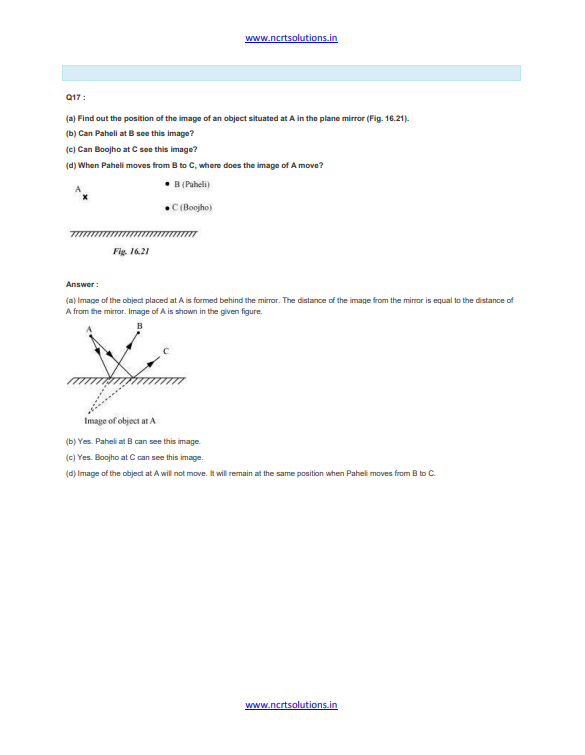 www.ncrtsolutions.in
Q17 :
(a) Find out the position of the image of an object situated at A in the plane mirror (Fig. 16.21).
(b) Can Paheli at B see this image?
(c) Can Boojho at C see this image?
(d) When Paheli moves from B to C, where does the image of A move?
A
B (Paheli)
C (Boojho)
Fig. 16.21
Answer :
(a) Image of the object placed at A is formed behind the mirror. The distance of the image from the mirror is equal to the distance of
A from the mirror. Image of A is shown in the given figure.
A
B
C
Image of object at A
(b) Yes. Paheli at B can see this image.
(c) Yes. Boojho at C can see this image.
(d) Image of the object at A will not move. It will remain at the same position when Paheli moves from B to C.
www.ncrtsolutions.in